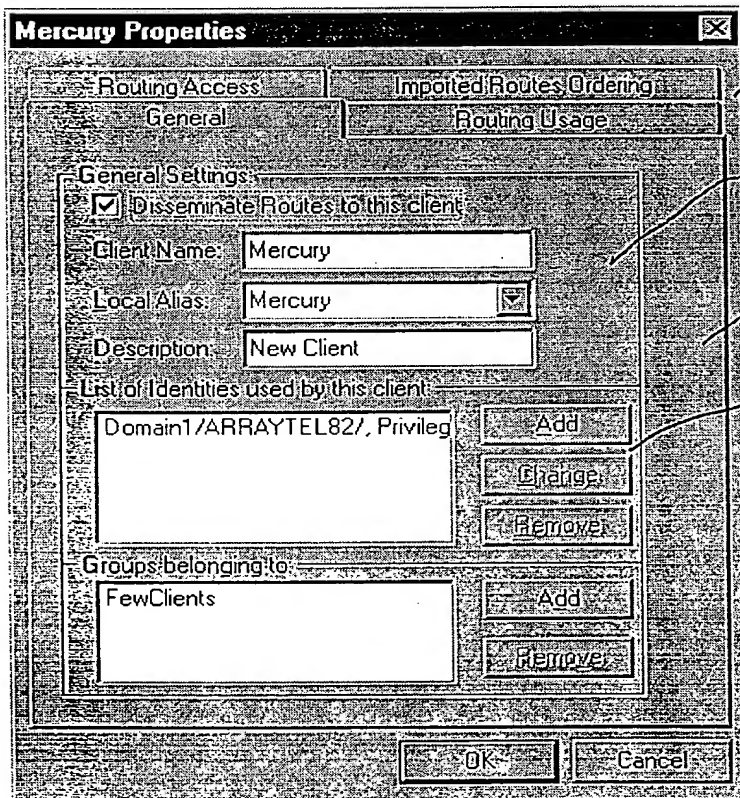 Mercury Properties
Routing Access
Imported Routes Ordering
General
Routing Usage
General Settings
Disseminate Routes to this client
Client Name:
Mercury
Local Alias:
Mercury
Description:
New Client
List of Identities used by this client
Domain1/ARRAYTEL82/, Privileg
Add
Change
Remove
Groups belonging to
FewClients
Add
Remove
OK
Cancel